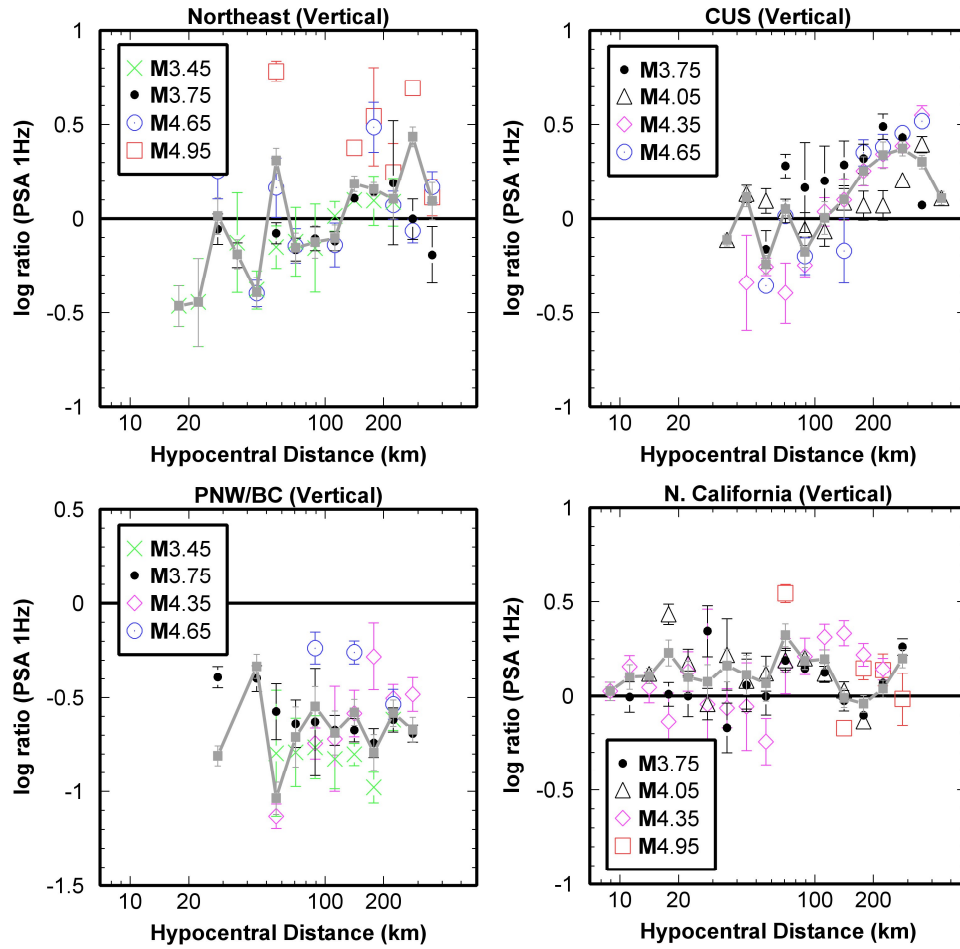 Northeast (Vertical)
log ratio (PSA 1Hz)
1
0.5
0
-0.5
-1
M3.45
M3.75
M4.65
M4.95
10
20
100
200
Hypocentral Distance (km)
CUS (Vertical)
log ratio (PSA 1Hz)
1
0.5
0
-0.5
-1
M3.75
M4.05
M4.35
M4.65
10
20
100
200
Hypocentral Distance (km)
PNW/BC (Vertical)
log ratio (PSA 1Hz)
0.5
0
-0.5
-1
-1.5
M3.45
M3.75
M4.35
M4.65
10
20
100
200
Hypocentral Distance (km)
N. California (Vertical)
log ratio (PSA 1Hz)
1
0.5
0
-0.5
-1
M3.75
M4.05
M4.35
M4.95
10
20
100
200
Hypocentral Distance (km)